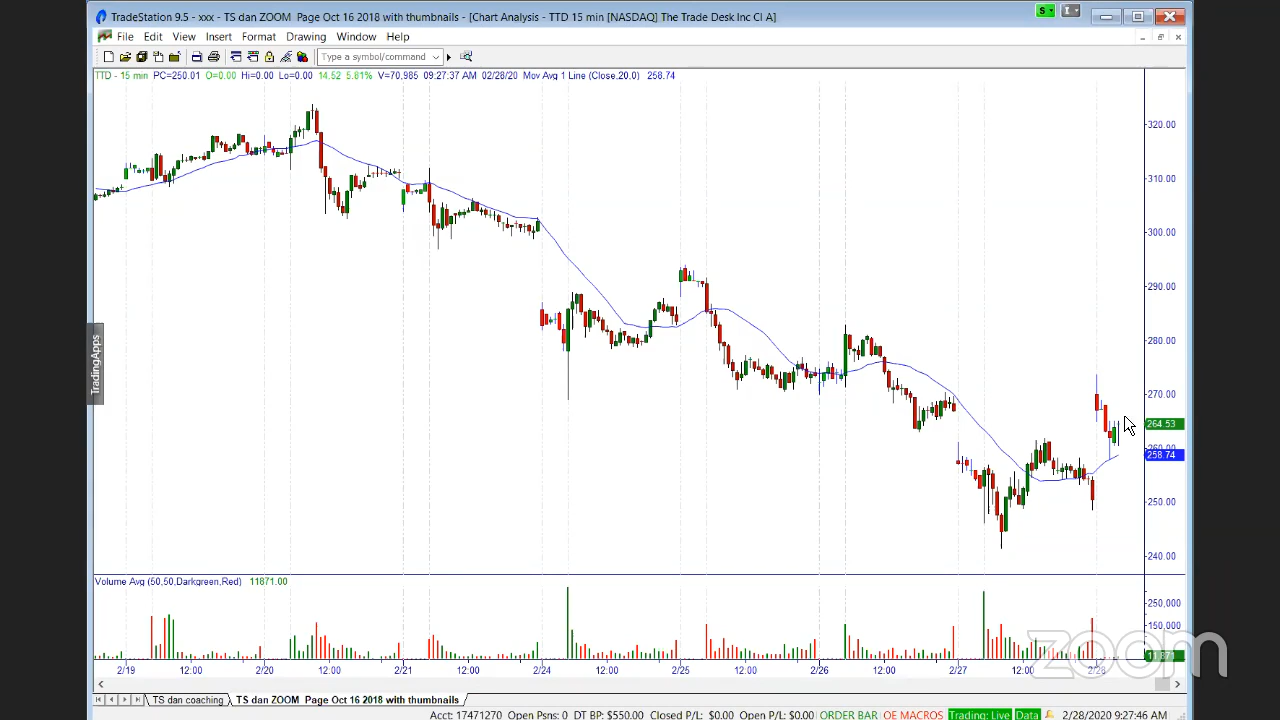 TradeStation 9.5 - xxx - TS dan ZOOM Page Oct 16 2018 with thumbnails - [Chart Analysis - TTD 15 min [NASDAQ] The Trade Desk Inc Cl A]
S
I
File Edit View Insert Format Drawing Window Help
Type a symbol/command
TTD - 15 min PC=250.01 O=0.00 Hi=0.00 Lo=0.00 14.52 5.81% V=70,985 09:27:37 AM 02/28/20 Mov Avg 1 Line (Close,20.0) 258.74
320.00
310.00
300.00
290.00
280.00
270.00
264.53
260.00
258.74
250.00
240.00
TradingApps
Volume Avg (50,50,Darkgreen,Red) 11871.00
250,000
150,000
11871
zoom
2/19 12:00 2/20 12:00 2/21 2/24 12:00 2/25 12:00 2/26 12:00 2/27 12:00 2/28
TS dan coaching TS dan ZOOM Page Oct 16 2018 with thumbnails
Open Psns: 0 DT BP: $550.00 Closed P/L: $0.00 Open P/L: $0.00 ORDER BAR OE MACROS Trading: Live Data 2/28/2020 9:27:46 AM